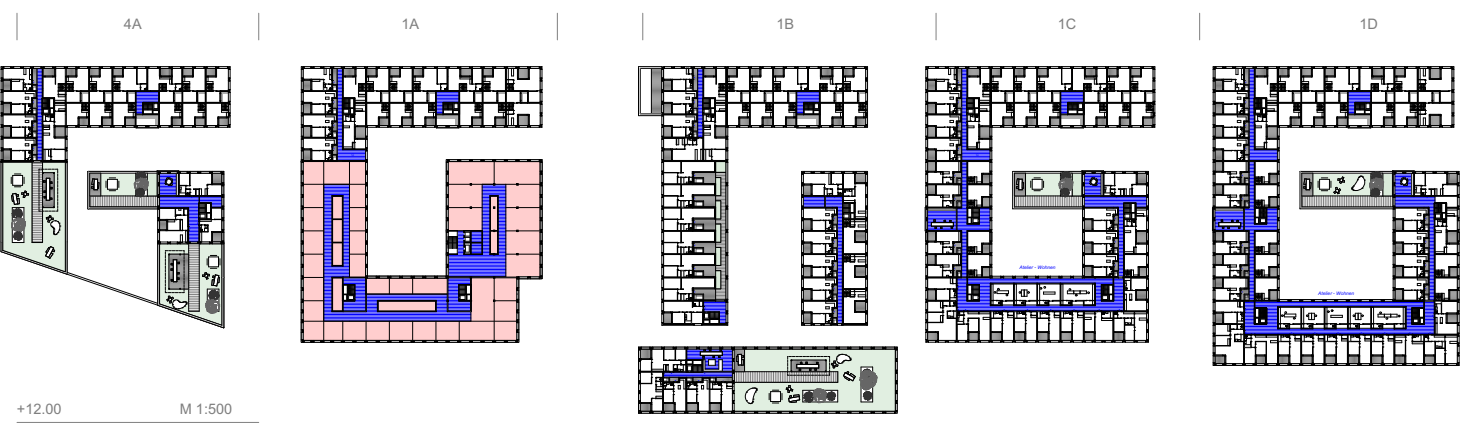 4A
1A
1B
1C
1D
Atelier - Wohnen
Atelier - Wohnen
+12.00
M 1:500